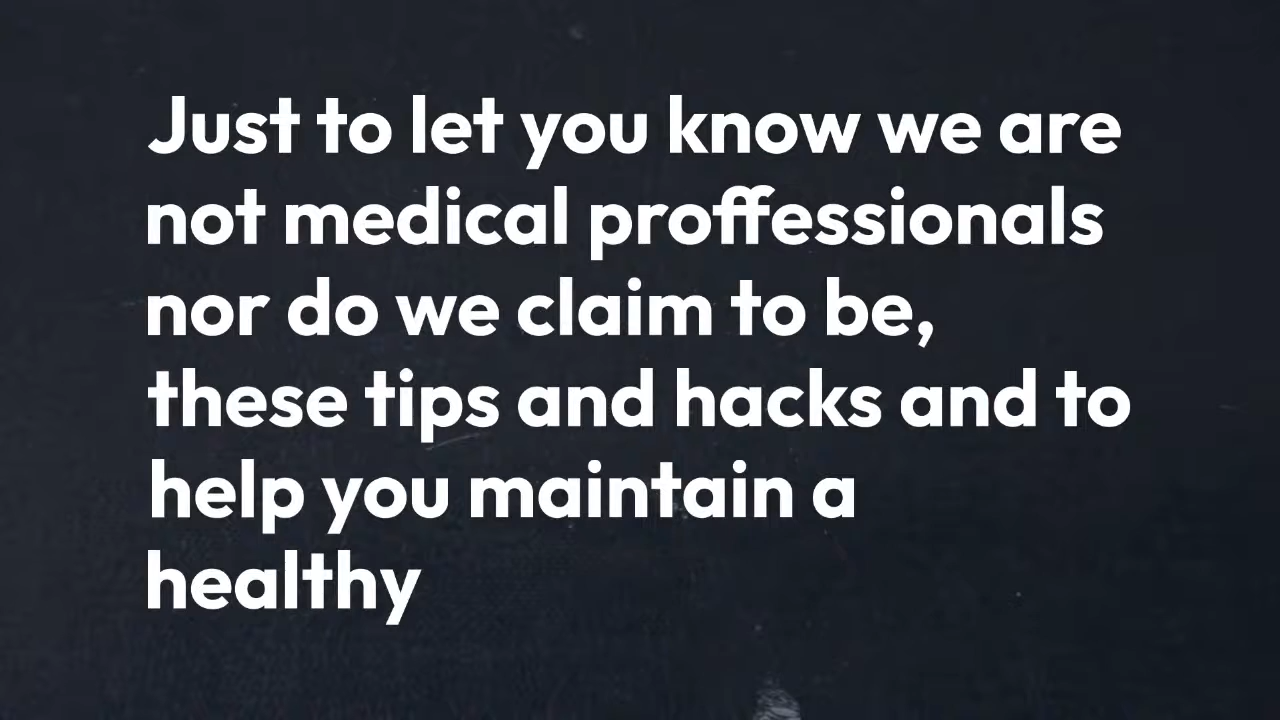 Just to let you know we are
not medical proffessionals
nor do we claim to be,
these tips and hacks and to
help you maintain a
healthy